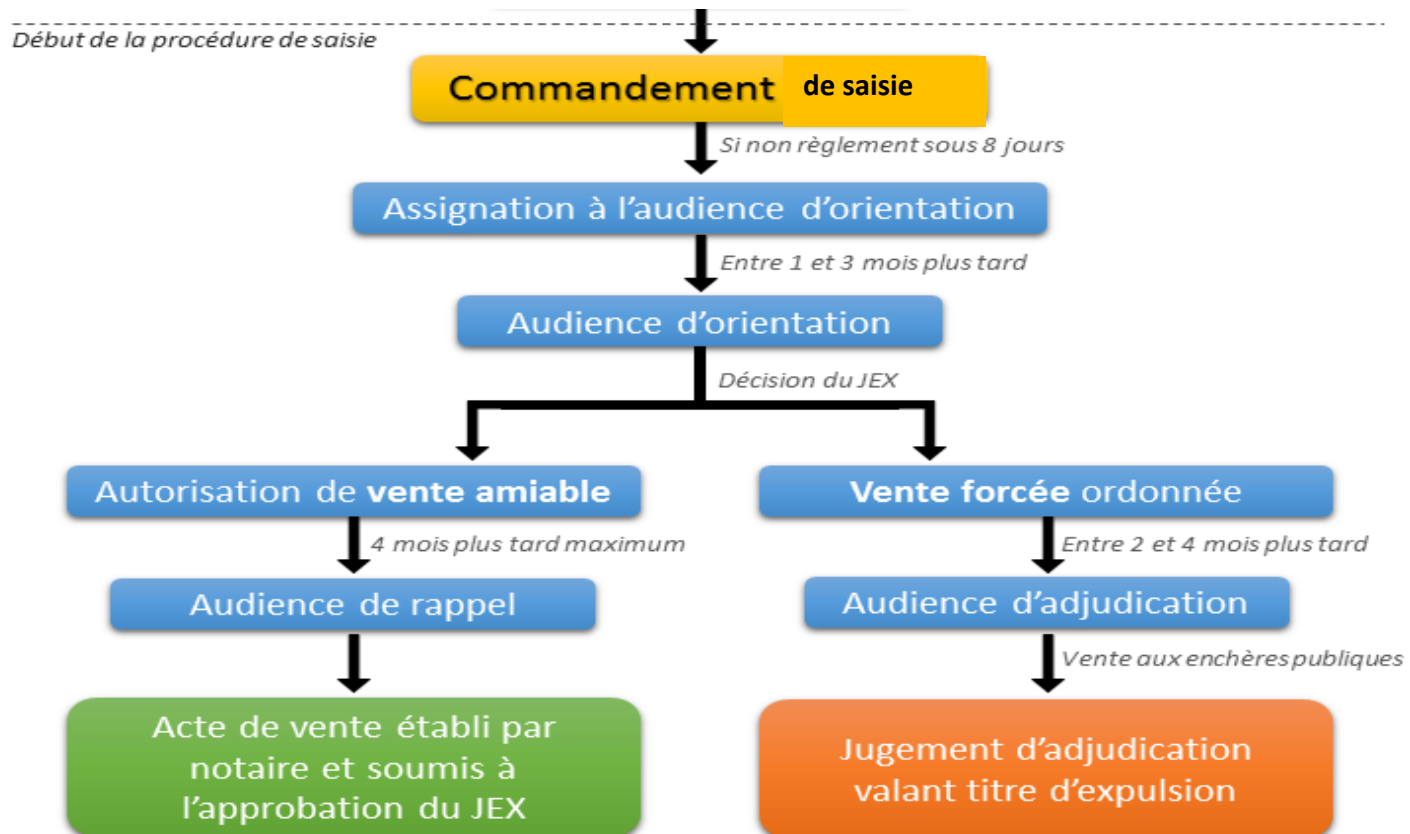 Début de la procédure de saisie
Commandement de saisie
Si non règlement sous 8 jours
Assignation à l’audience d’orientation
Entre 1 et 3 mois plus tard
Audience d’orientation
Décision du JEX
Autorisation de vente amiable
Vente forcée ordonnée
4 mois plus tard maximum
Entre 2 et 4 mois plus tard
Audience de rappel
Audience d’adjudication
Vente aux enchères publiques
Acte de vente établi par
notaire et soumis à
l’approbation du JEX
Jugement d’adjudication
valant titre d’expulsion